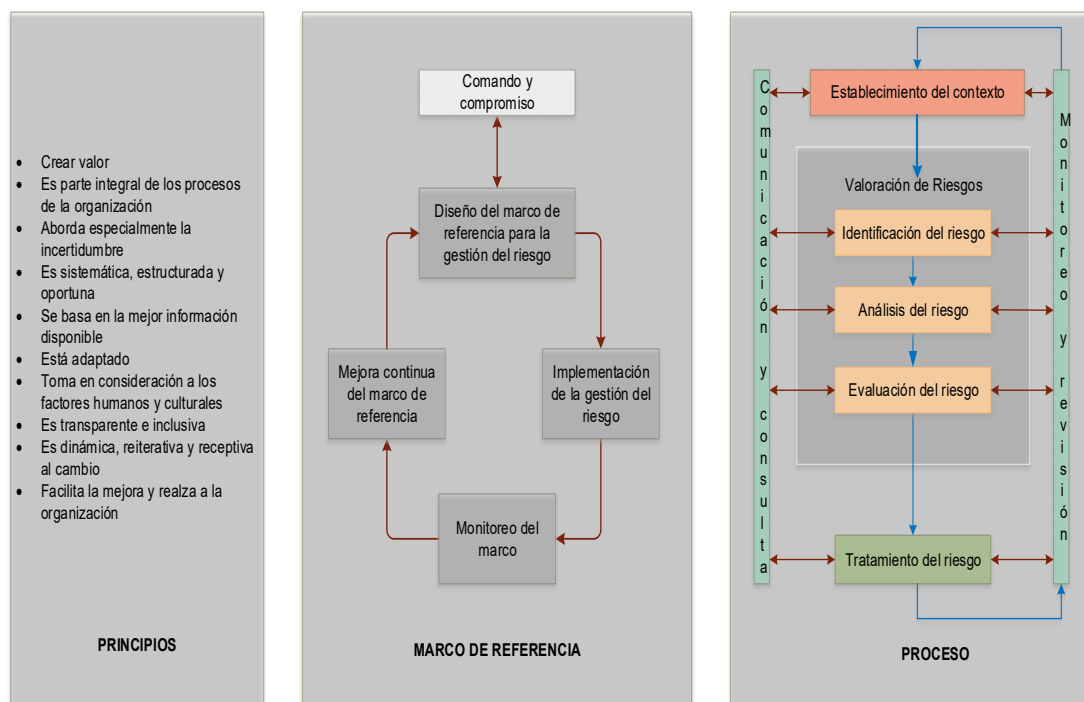 Crear valor
Es parte integral de los procesos
de la organización
Aborda especialmente la
incertidumbre
Es sistemática, estructurada y
oportuna
Se basa en la mejor información
disponible
Está adaptado
Toma en consideración a los
factores humanos y culturales
Es transparente e inclusiva
Es dinámica, reiterativa y receptiva
al cambio
Facilita la mejora y realza a la
organización
PRINCIPIOS
Comando y
compromiso
Diseño del marco de
referencia para la
gestión del riesgo
Mejora continua
del marco de
referencia
Implementación
de la gestión del
riesgo
Monitoreo del
marco
MARCO DE REFERENCIA
Comunicación y consulta
Establecimiento del contexto
Valoración de Riesgos
Identificación del riesgo
Análisis del riesgo
Evaluación del riesgo
Tratamiento del riesgo
Monitoreo y revisión
PROCESO